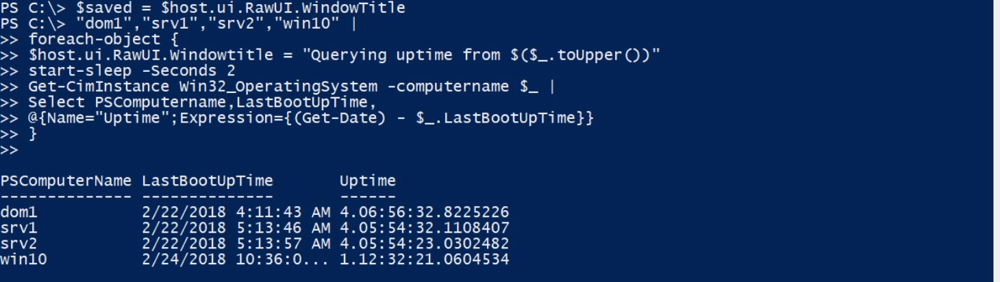 PS C:\> $saved = $host.ui.RawUI.WindowTitle
PS C:\> "dom1","srv1","srv2","win10" |
>> foreach-object {
>> $host.ui.RawUI.Windowtitle = "Querying uptime from $($_.toUpper())"
>> start-sleep -Seconds 2
>> Get-CimInstance Win32_OperatingSystem -computername $_ |
>> Select PSComputername,LastBootUpTime,
>> @{Name="Uptime";Expression={(Get-Date) - $_.LastBootUpTime}}
>> }
>>
PSComputerName LastBootUpTime       Uptime
-------------- --------------       ------
dom1           2/22/2018 4:11:43 AM 4.06:56:32.8225226
srv1           2/22/2018 5:13:46 AM 4.05:54:32.1108407
srv2           2/22/2018 5:13:57 AM 4.05:54:23.0302482
win10          2/24/2018 10:36:0... 1.12:32:21.0604534